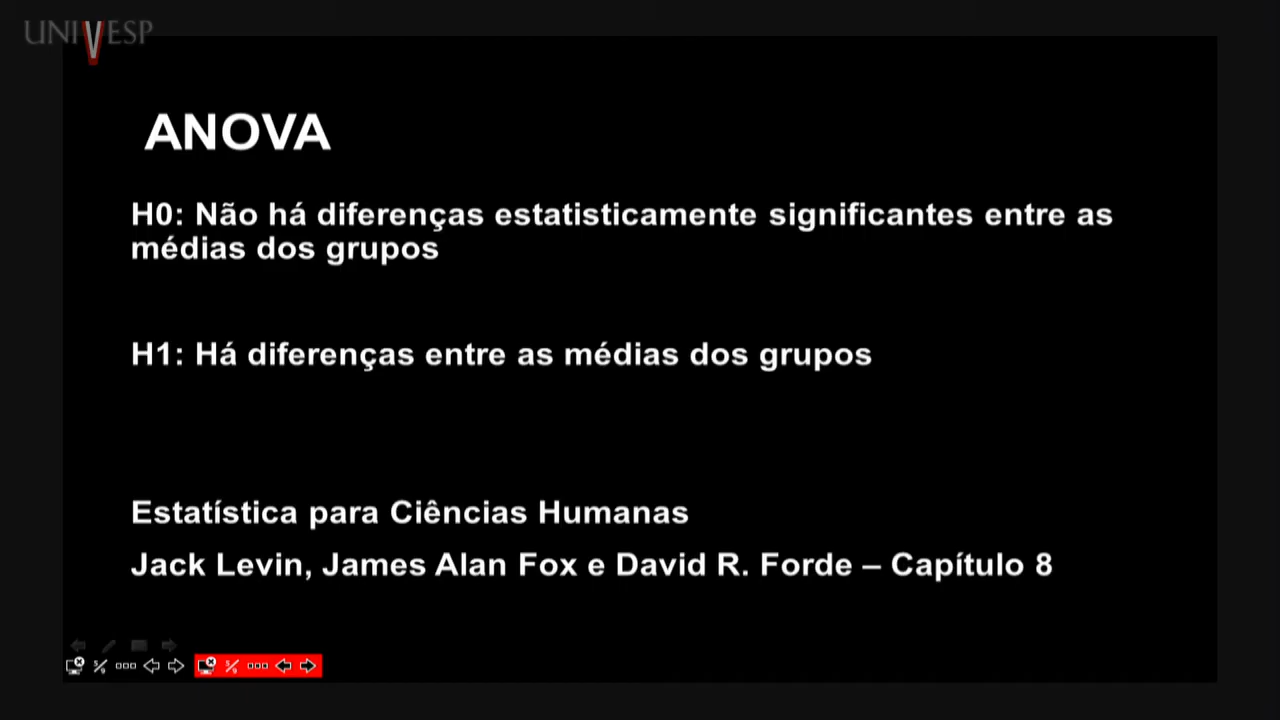 UNIVESP
ANOVA
H0: Não há diferenças estatisticamente significantes entre as
médias dos grupos
H1: Há diferenças entre as médias dos grupos
Estatística para Ciências Humanas
Jack Levin, James Alan Fox e David R. Forde – Capítulo 8